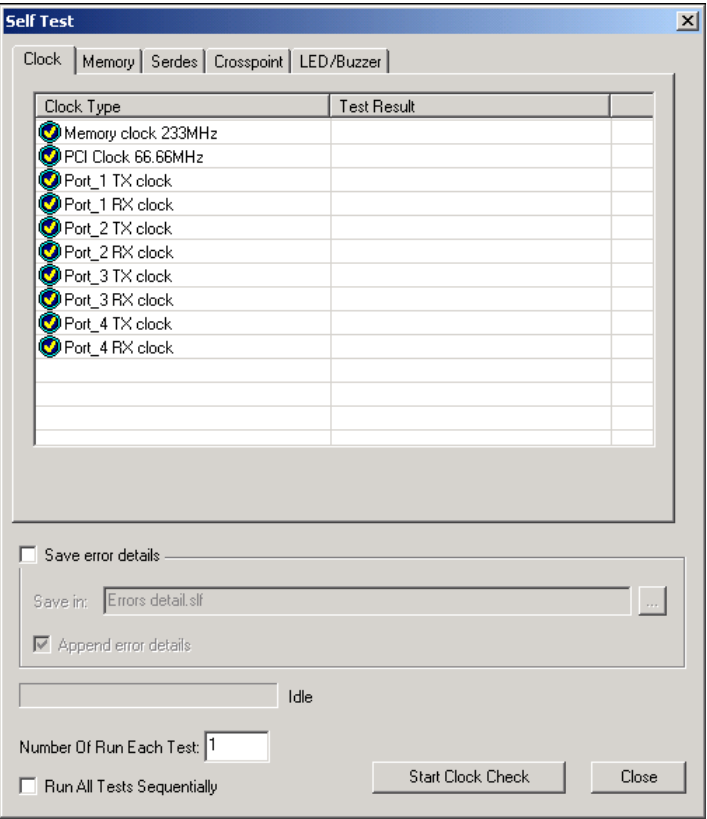 Self Test
Clock Memory Serdes Crosspoint LED/Buzzer
Clock Type Test Result
Memory clock 233MHz
PCI Clock 66.66MHz
Port_1 TX clock
Port_1 RX clock
Port_2 TX clock
Port_2 RX clock
Port_3 TX clock
Port_3 RX clock
Port_4 TX clock
Port_4 RX clock
Save error details
Save in: Errors detail.slf ...
Append error details
Idle
Number Of Run Each Test: 1
Run All Tests Sequentially Start Clock Check Close